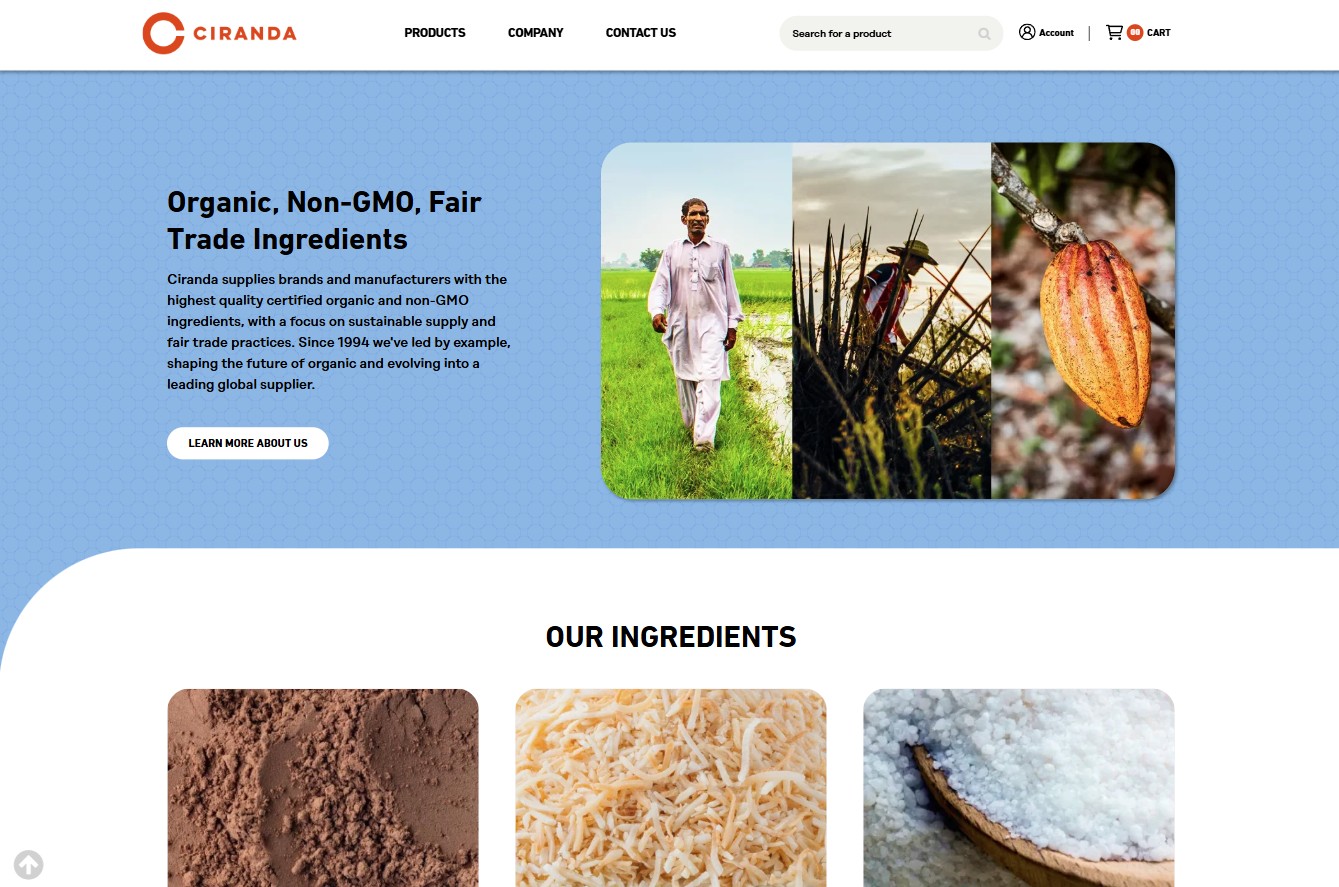 CIRANDA
PRODUCTS
COMPANY
CONTACT US
Search for a product
Account
CART
Organic, Non-GMO, Fair
Trade Ingredients
Ciranda supplies brands and manufacturers with the
highest quality certified organic and non-GMO
ingredients, with a focus on sustainable supply and
fair trade practices. Since 1994 we've led by example,
shaping the future of organic and evolving into a
leading global supplier.
LEARN MORE ABOUT US
OUR INGREDIENTS